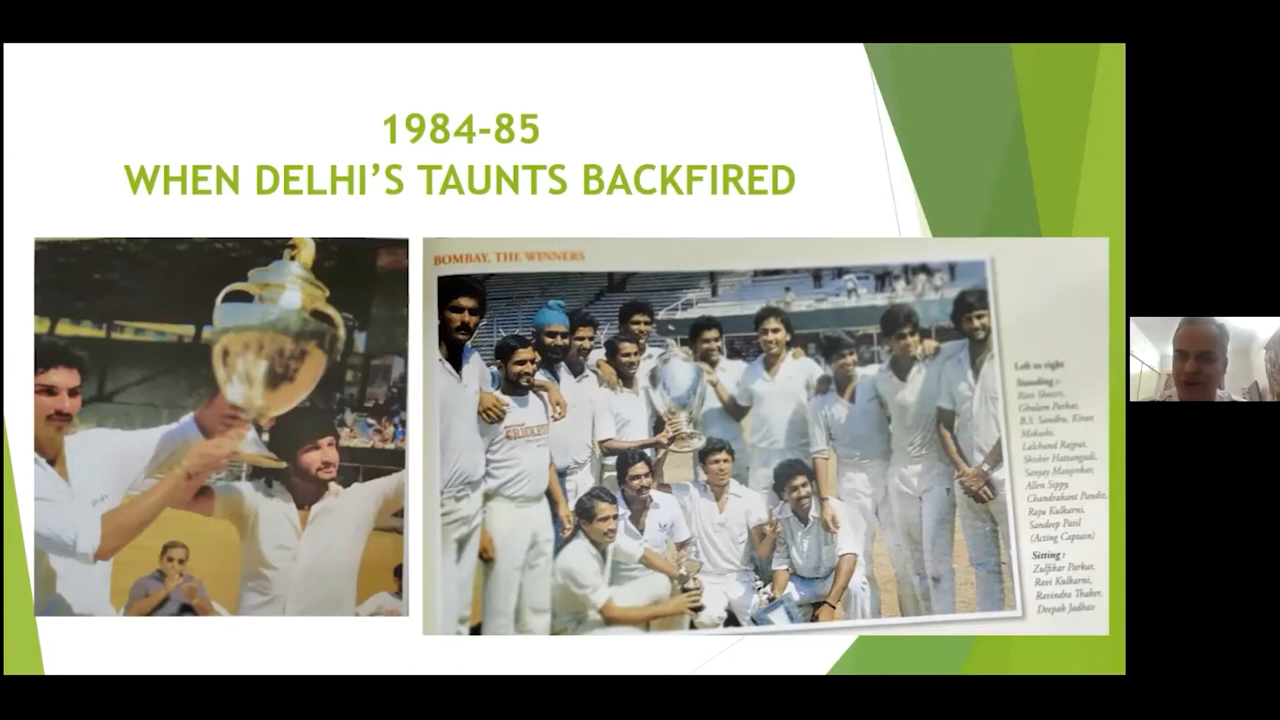 1984-85
WHEN DELHI'S TAUNTS BACKFIRED
BOMBAY, THE WINNERS
CRICKET
Left to right
Standing :-
Ravi Shastri,
Ghulam Parkar,
B.S. Sandhu, Kiran
Mokashi,
Lalchand Rajput,
Shishir Hattangadi,
Sanjay Manjrekar,
Allen Sippy,
Chandrakant Pandit,
Raju Kulkarni,
Sandeep Patil
(Acting Captain)
Sitting :
Zulfikar Parkar,
Ravi Kulkarni,
Ravindra Thaker,
Deepak Jadhav